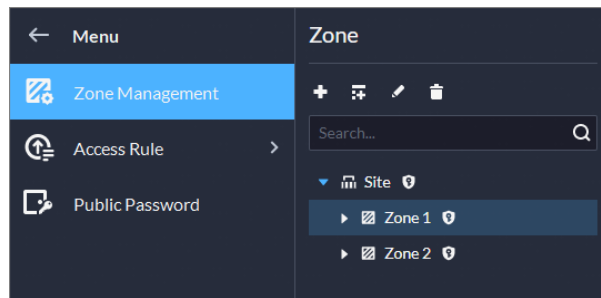 Menu
Zone Management
Access Rule
Public Password
Zone
Search...
Site
Zone 1
Zone 2